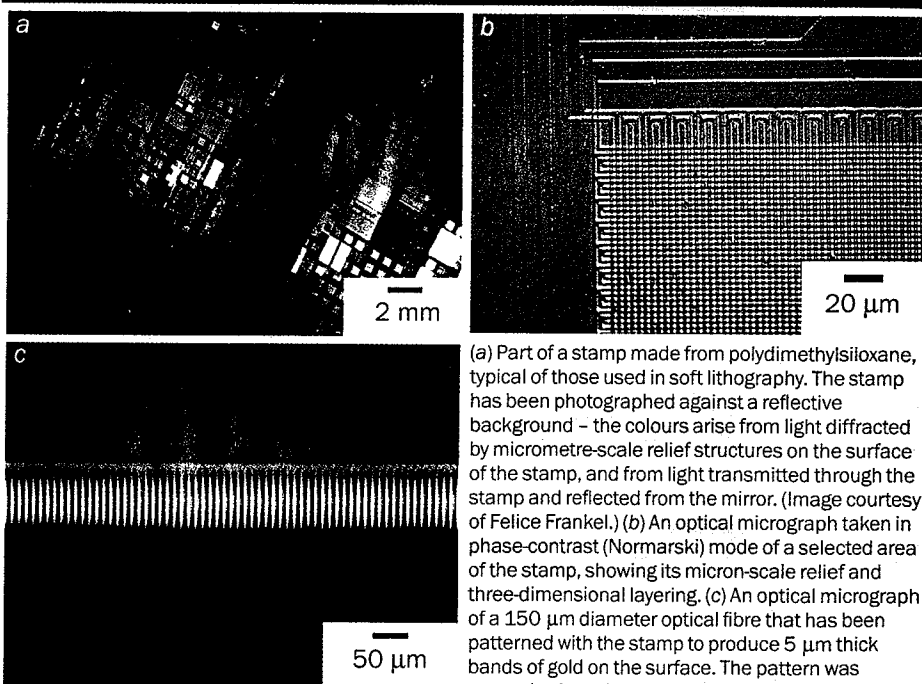 a
b
2 mm
20 μm
c
50 μm
(a) Part of a stamp made from polydimethylsiloxane,
typical of those used in soft lithography. The stamp
has been photographed against a reflective
background – the colours arise from light diffracted
by micrometre-scale relief structures on the surface
of the stamp, and from light transmitted through the
stamp and reflected from the mirror. (Image courtesy
of Felice Frankel.) (b) An optical micrograph taken in
phase-contrast (Normarski) mode of a selected area
of the stamp, showing its micron-scale relief and
three-dimensional layering. (c) An optical micrograph
of a 150 μm diameter optical fibre that has been
patterned with the stamp to produce 5 μm thick
bands of gold on the surface. The pattern was